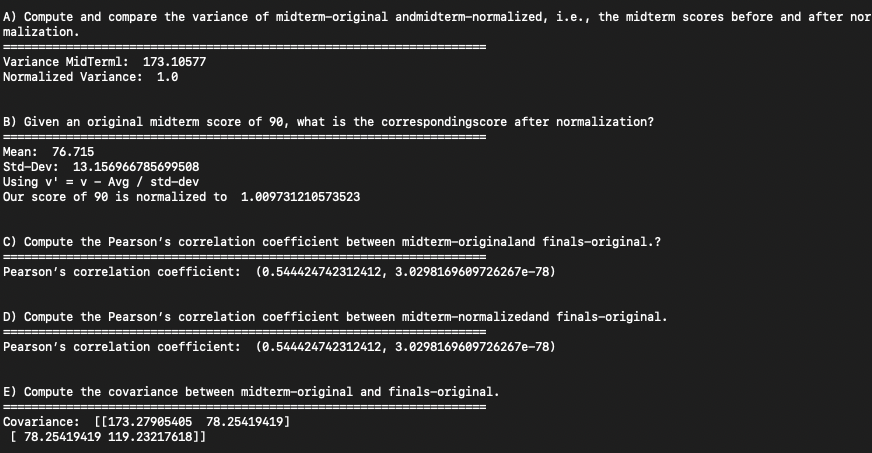 A) Compute and compare the variance of midterm-original andmidterm-normalized, i.e., the midterm scores before and after nor
malization.
=====================================================================
Variance MidTerml:  173.10577
Normalized Variance:  1.0
B) Given an original midterm score of 90, what is the correspondingscore after normalization?
=====================================================================
Mean:  76.715
Std-Dev:  13.156966785699508
Using v' = v - Avg / std-dev
Our score of 90 is normalized to  1.009731210573523
C) Compute the Pearson’s correlation coefficient between midterm-originaland finals-original.?
=====================================================================
Pearson’s correlation coefficient:  (0.544424742312412, 3.0298169609726267e-78)
D) Compute the Pearson’s correlation coefficient between midterm-normalizedand finals-original.
=====================================================================
Pearson’s correlation coefficient:  (0.544424742312412, 3.0298169609726267e-78)
E) Compute the covariance between midterm-original and finals-original.
=====================================================================
Covariance:  [[173.27905405  78.25419419]
 [ 78.25419419 119.23217618]]